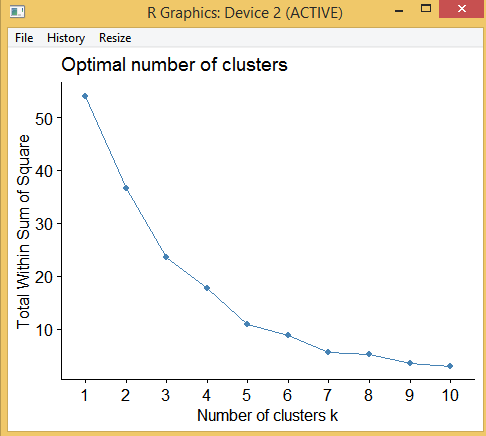 R Graphics: Device 2 (ACTIVE)
File History Resize
Optimal number of clusters
Total Within Sum of Square
50
40
30
20
10
1 2 3 4 5 6 7 8 9 10
Number of clusters k